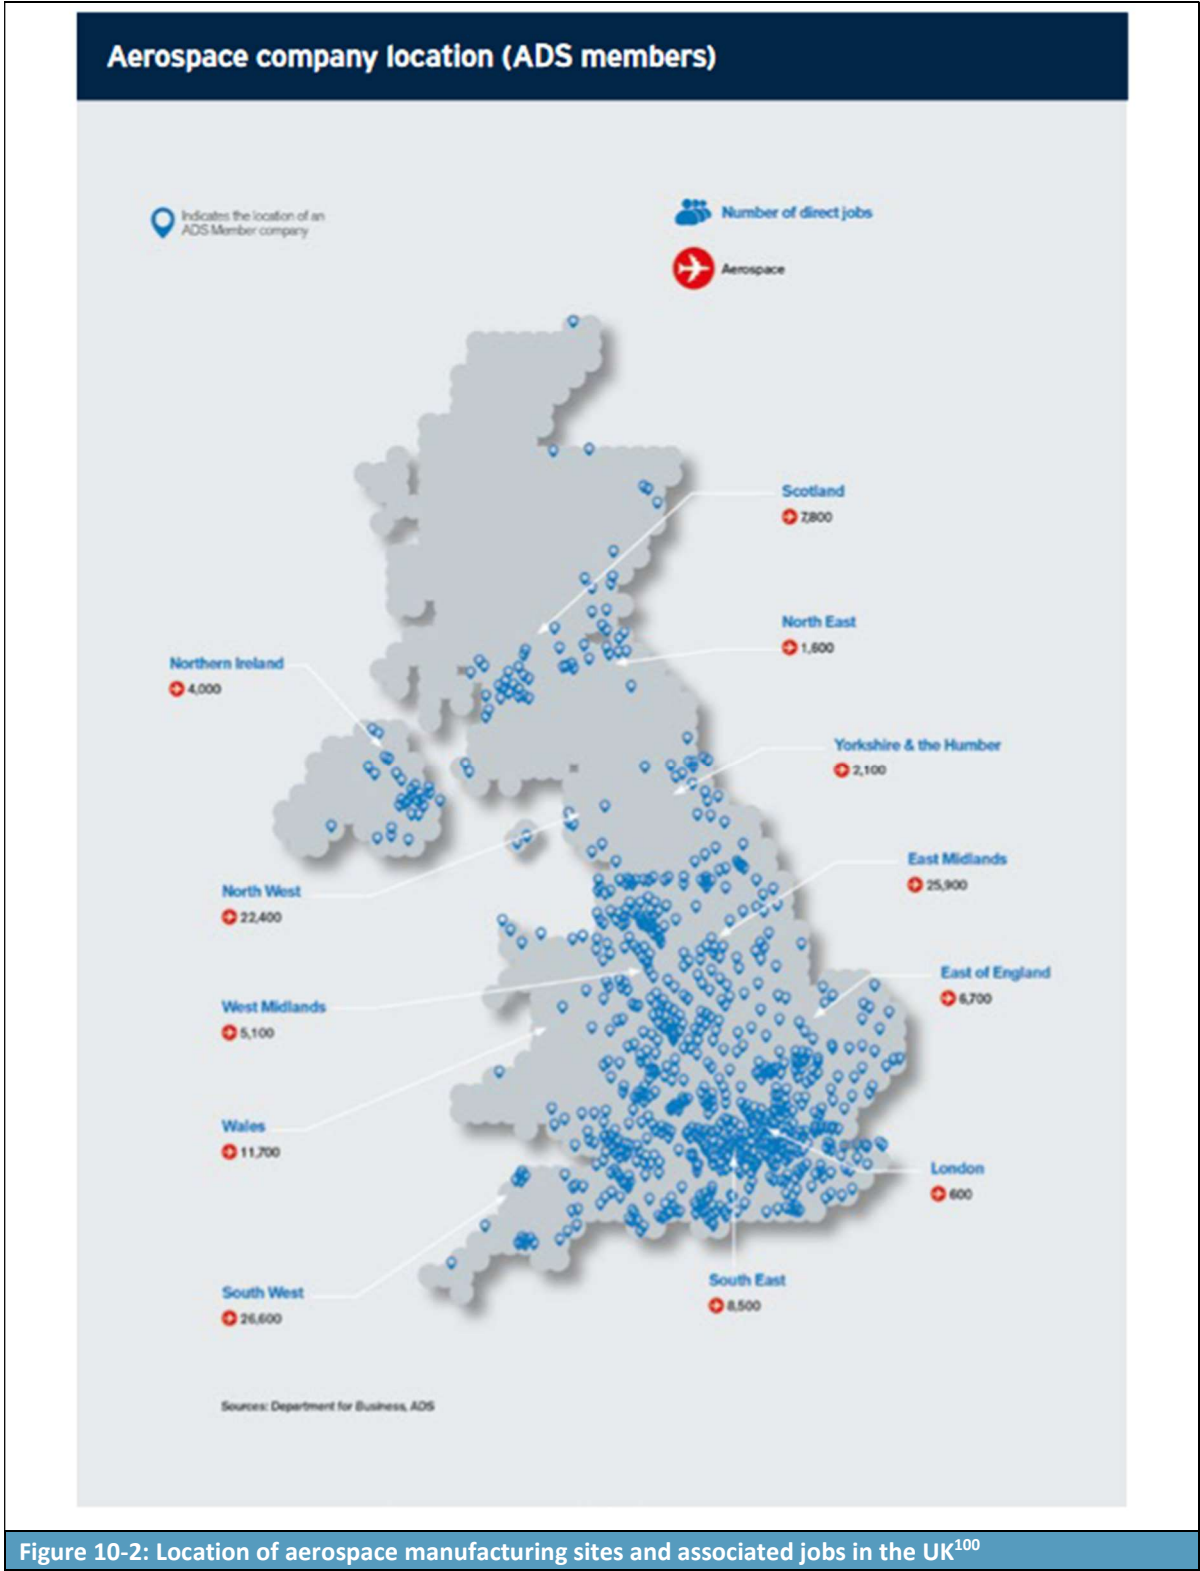 Aerospace company location (ADS members)
Indicates the location of an
ADS Member company
Number of direct jobs
Aerospace
Scotland
7,800
North East
1,600
Northern Ireland
4,000
Yorkshire & the Humber
2,100
East Midlands
25,900
North West
22,400
East of England
6,700
West Midlands
5,100
Wales
11,700
London
600
South East
8,500
South West
26,600
Sources: Department for Business, ADS
Figure 10-2: Location of aerospace manufacturing sites and associated jobs in the UK100